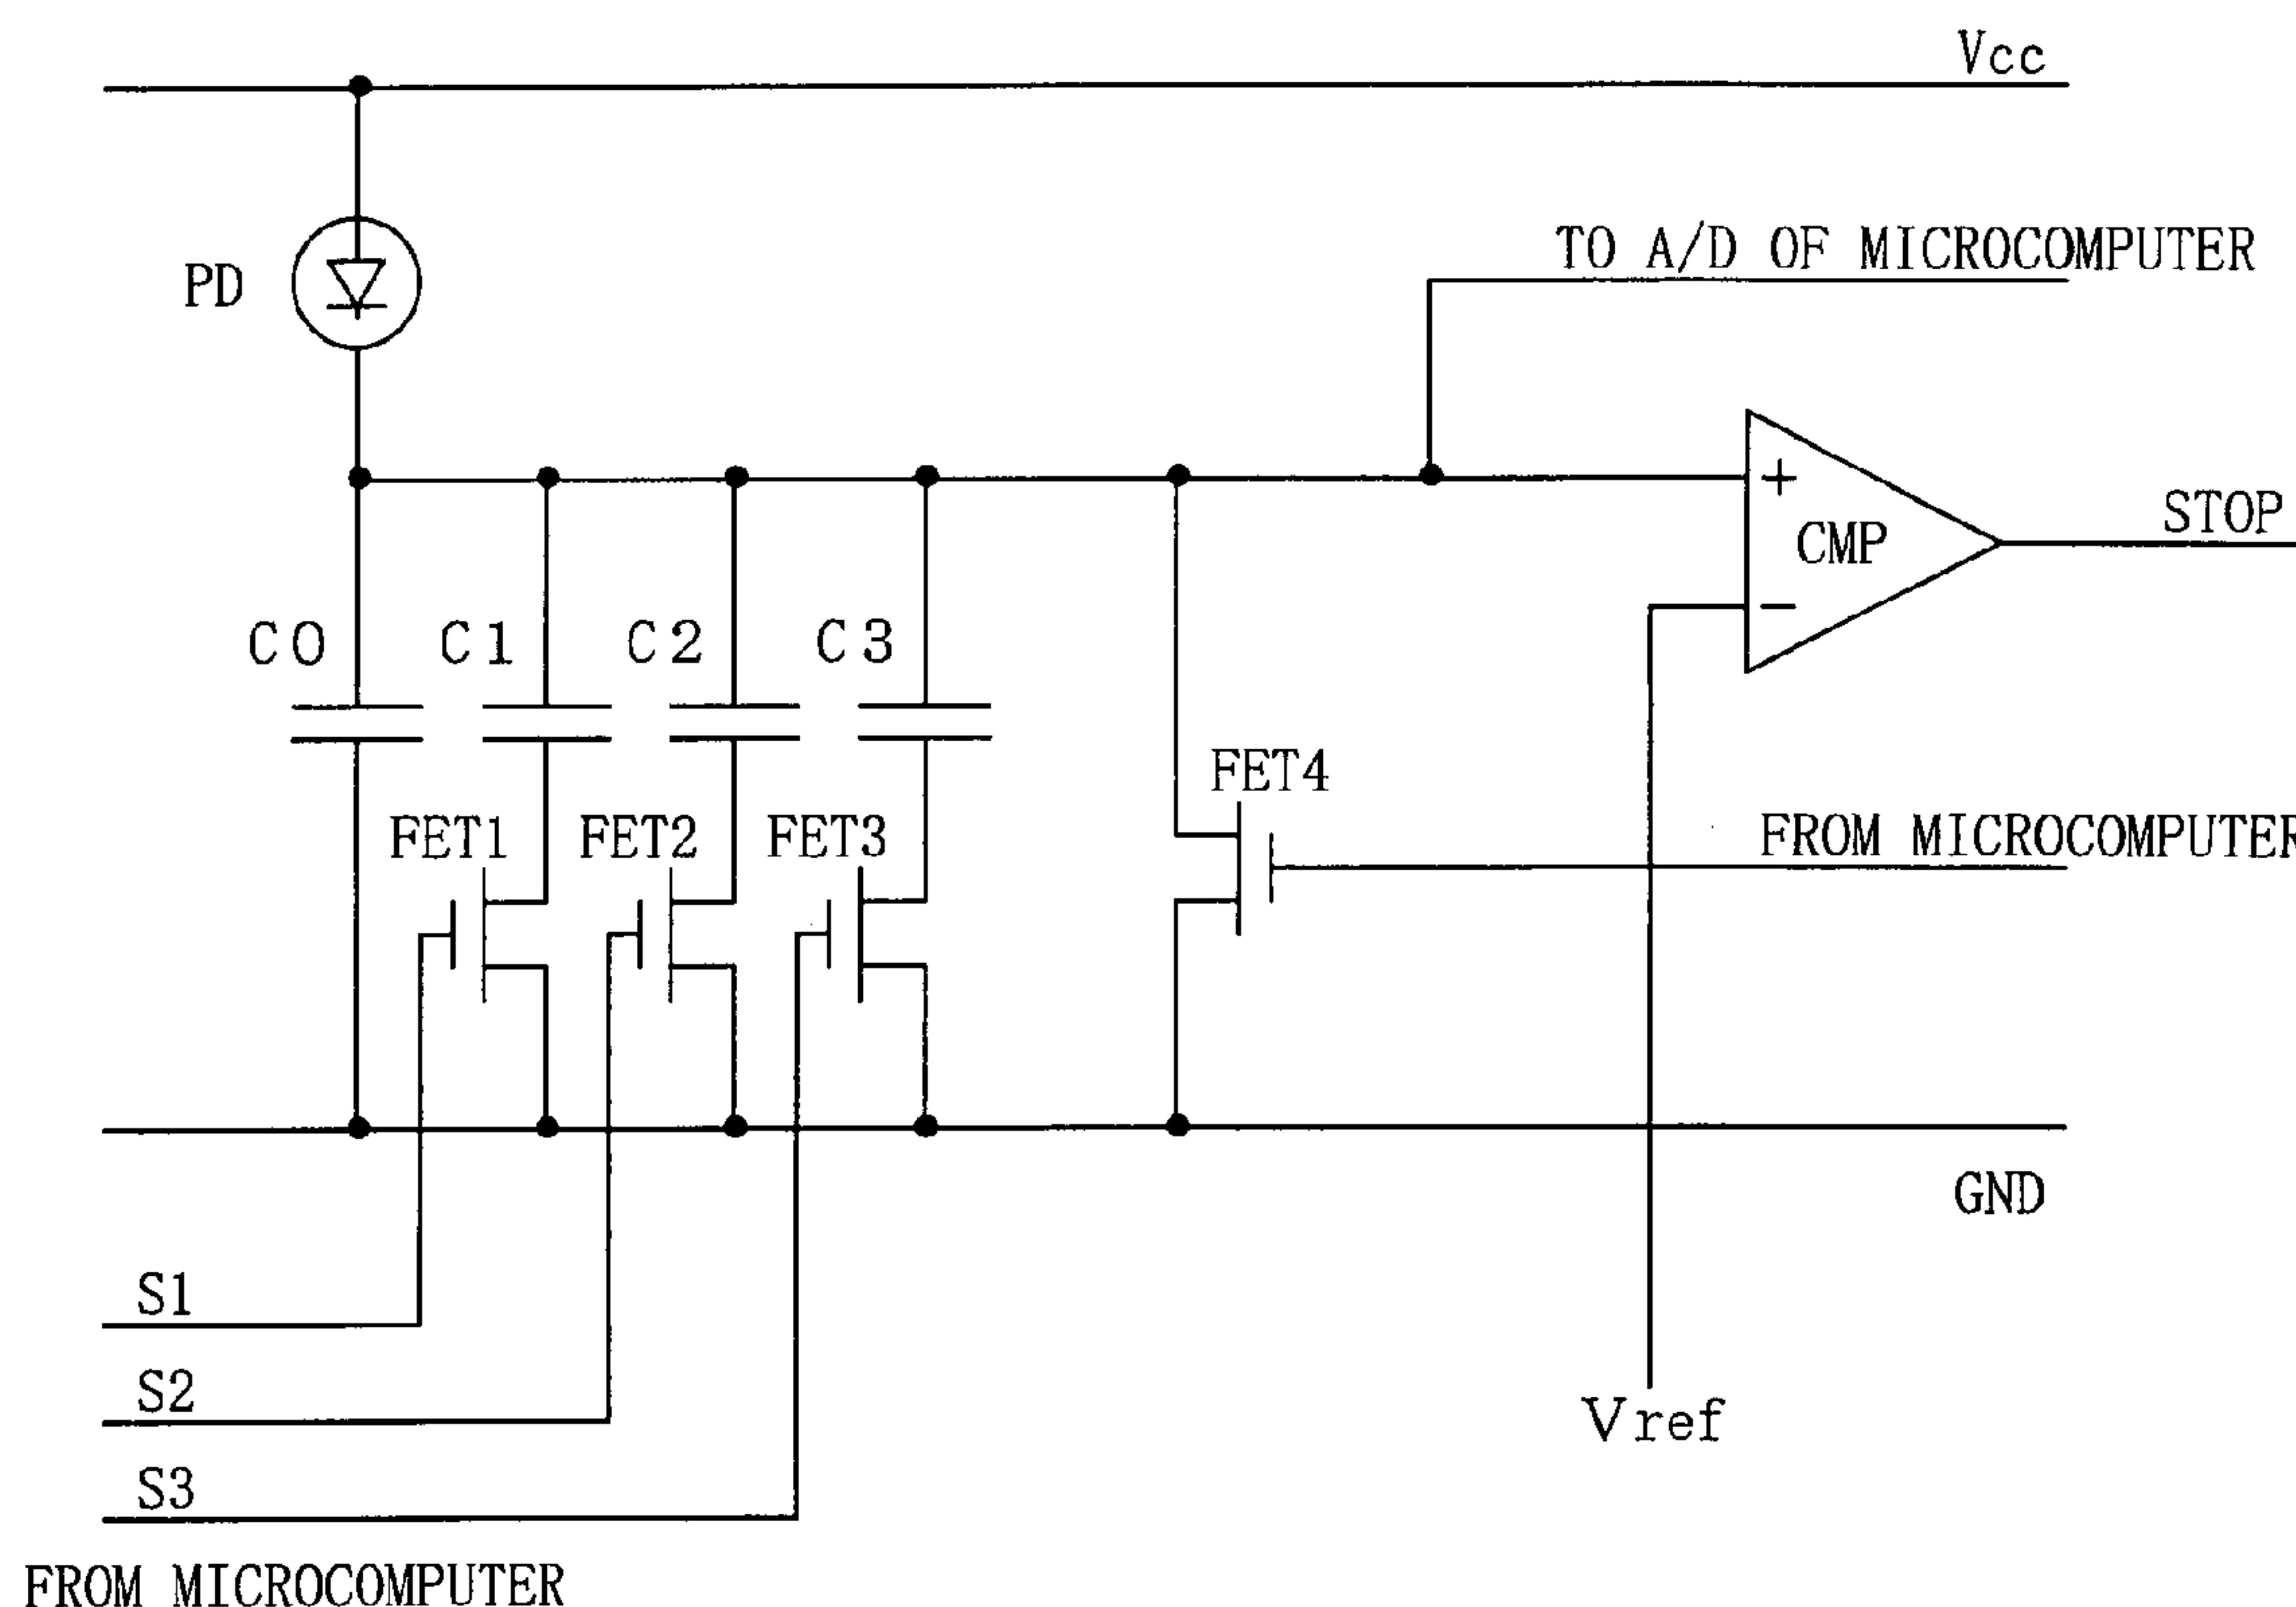 Vcc
TO A/D OF MICROCOMPUTER
PD
+
CMP
STOP
−
C0 C1 C2 C3
FET4
FET1 FET2 FET3
FROM MICROCOMPUTER
GND
S1
S2
Vref
S3
FROM MICROCOMPUTER